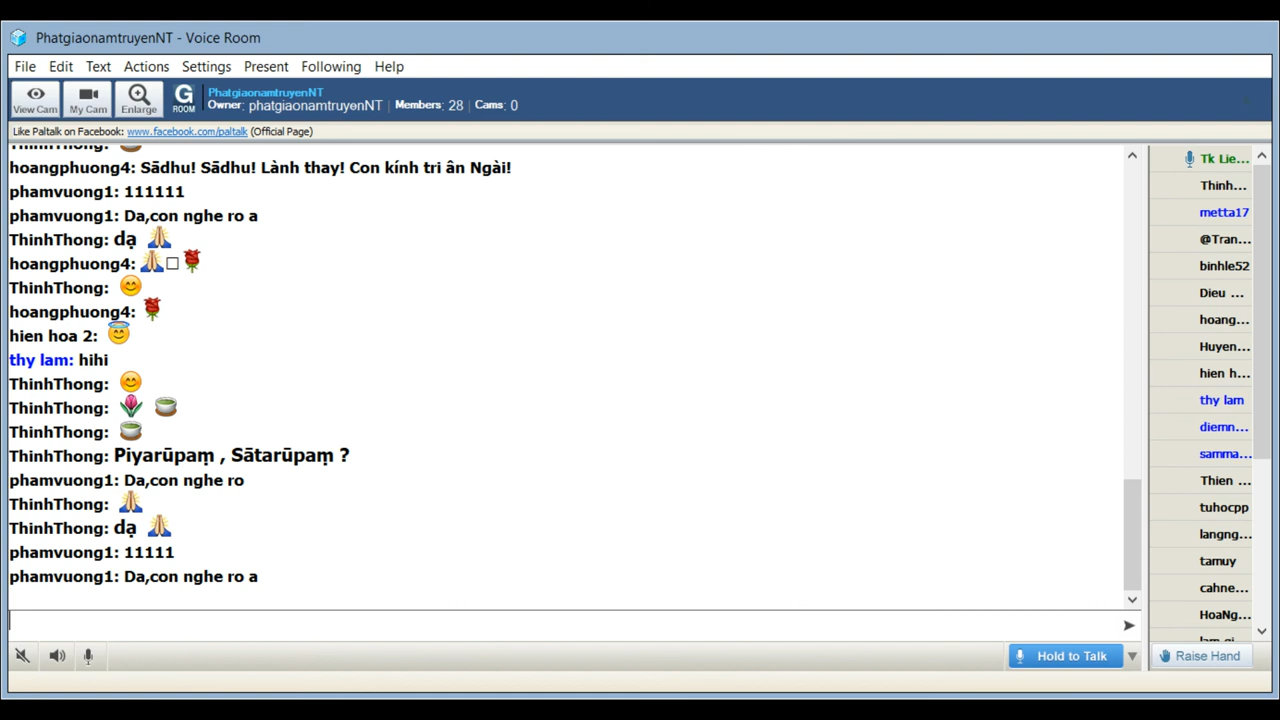 PhatgiaonamtruyenNT - Voice Room
File Edit Text Actions Settings Present Following Help
View Cam My Cam Enlarge G ROOM
PhatgiaonamtruyenNT
Owner: phatgiaonamtruyenNT Members: 28 Cams: 0
Like Paltalk on Facebook: www.facebook.com/paltalk (Official Page)
ThinhThong:
hoangphuong4: Sādhu! Sādhu! Lành thay! Con kính tri ân Ngài!
phamvuong1: 111111
phamvuong1: Da,con nghe ro a
ThinhThong: dạ 🙏
hoangphuong4: 🙏□🌹
ThinhThong: 😊
hoangphuong4: 🌹
hien hoa 2: 😇
thy lam: hihi
ThinhThong: 😊
ThinhThong: 🌷 🍵
ThinhThong: 🍵
ThinhThong: Piyarūpaṃ , Sātarūpaṃ ?
phamvuong1: Da,con nghe ro
ThinhThong: 🙏
ThinhThong: dạ 🙏
phamvuong1: 11111
phamvuong1: Da,con nghe ro a
Tk Lie...
Thinh...
metta17
@Tran...
binhle52
Dieu ...
hoang...
Huyen...
hien h...
thy lam
diemn...
samma...
Thien ...
tuhocpp
langng...
tamuy
cahne...
HoaNg...
Hold to Talk
Raise Hand